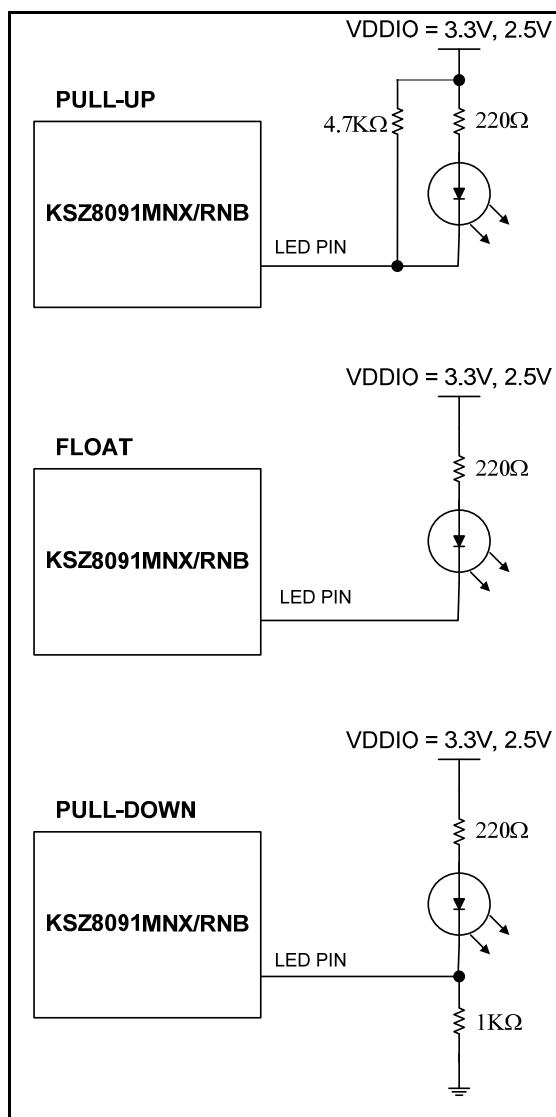 VDDIO = 3.3V, 2.5V
PULL-UP
4.7KΩ
220Ω
KSZ8091MNX/RNB
LED PIN
VDDIO = 3.3V, 2.5V
FLOAT
220Ω
KSZ8091MNX/RNB
LED PIN
VDDIO = 3.3V, 2.5V
PULL-DOWN
220Ω
KSZ8091MNX/RNB
LED PIN
1KΩ